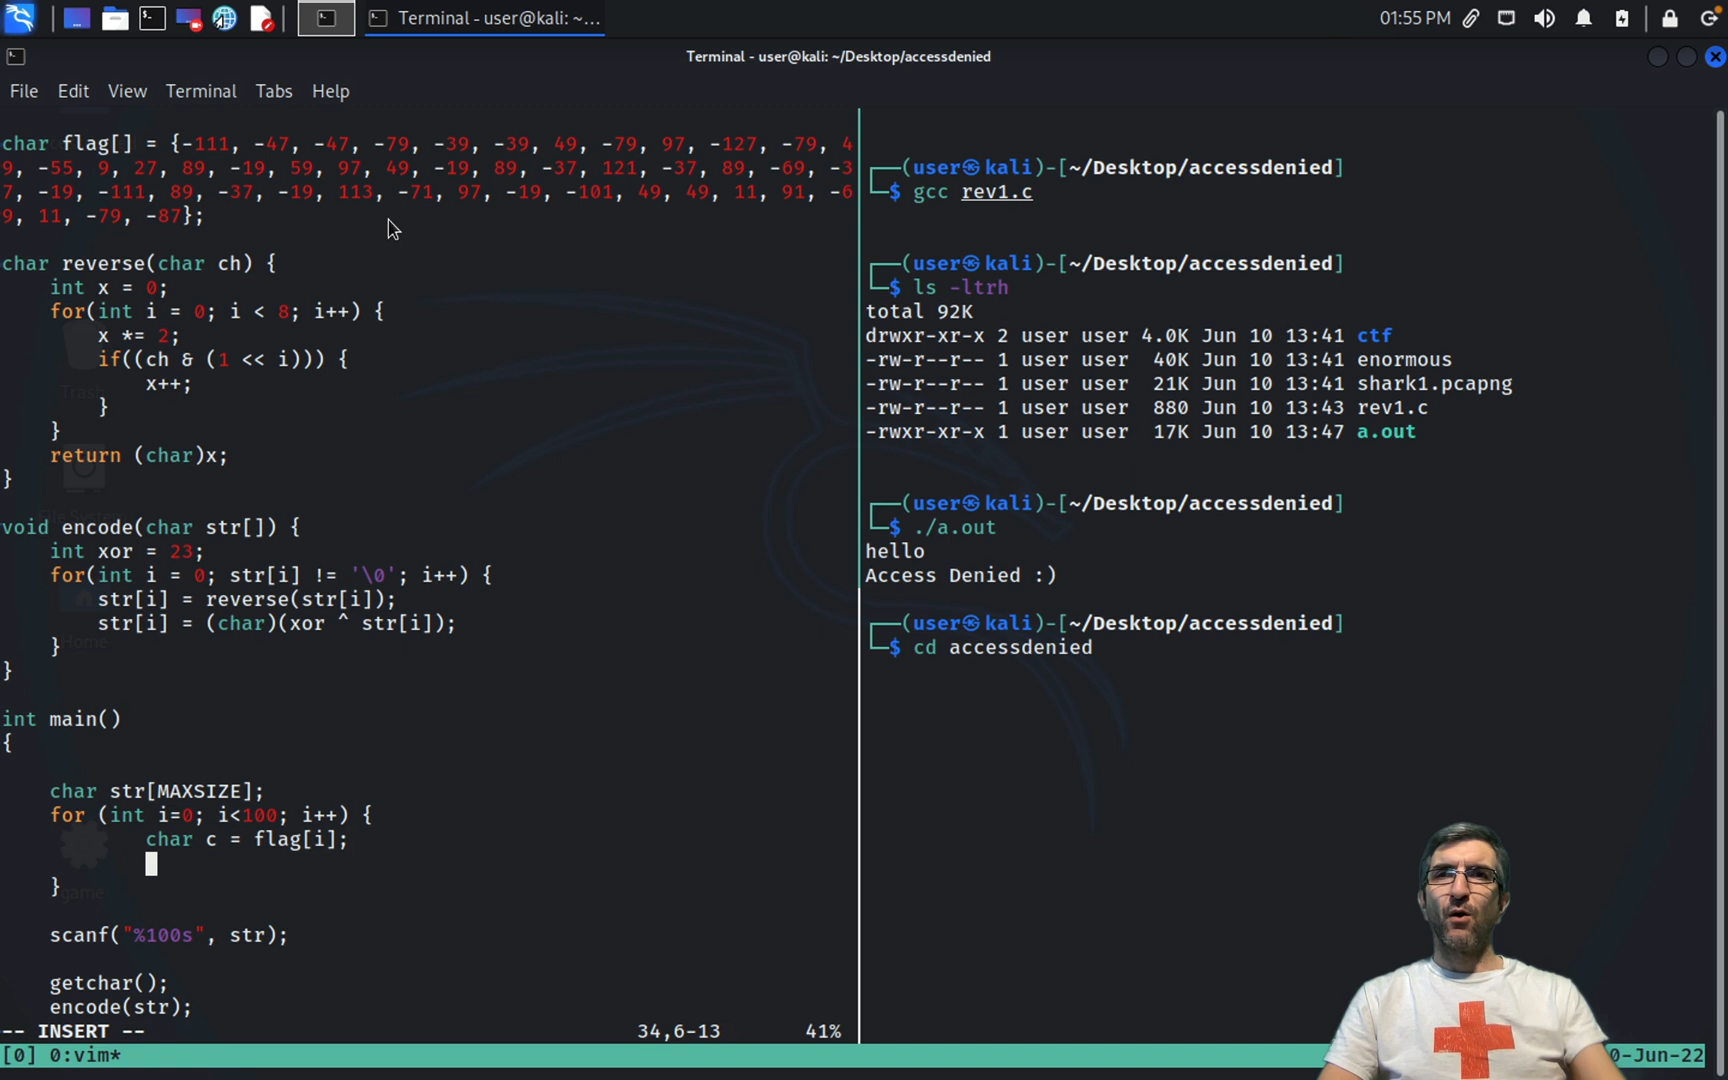 01:55 PM
Terminal - user@kali: ~...
Terminal - user@kali: ~/Desktop/accessdenied
File Edit View Terminal Tabs Help
char flag[] = {-111, -47, -47, -79, -39, -39, 49, -79, 97, -127, -79, 4
9, -55, 9, 27, 89, -19, 59, 97, 49, -19, 89, -37, 121, -37, 89, -69, -3
7, -19, -111, 89, -37, -19, 113, -71, 97, -19, -101, 49, 49, 11, 91, -6
9, 11, -79, -87};
char reverse(char ch) {
int x = 0;
for(int i = 0; i < 8; i++) {
x *= 2;
if((ch & (1 << i))) {
x++;
}
}
return (char)x;
}
void encode(char str[]) {
int xor = 23;
for(int i = 0; str[i] != '\0'; i++) {
str[i] = reverse(str[i]);
str[i] = (char)(xor ^ str[i]);
}
}
int main()
{
char str[MAXSIZE];
for (int i=0; i<100; i++) {
char c = flag[i];
}
scanf("%100s", str);
getchar();
encode(str);
-- INSERT -- 34,6-13 41%
[0] 0:vim*
Trash
File System
Home
game
┌──(user㉿kali)-[~/Desktop/accessdenied]
└─$ gcc rev1.c
┌──(user㉿kali)-[~/Desktop/accessdenied]
└─$ ls -ltrh
total 92K
drwxr-xr-x 2 user user 4.0K Jun 10 13:41 ctf
-rw-r--r-- 1 user user 40K Jun 10 13:41 enormous
-rw-r--r-- 1 user user 21K Jun 10 13:41 shark1.pcapng
-rw-r--r-- 1 user user 880 Jun 10 13:43 rev1.c
-rwxr-xr-x 1 user user 17K Jun 10 13:47 a.out
┌──(user㉿kali)-[~/Desktop/accessdenied]
└─$ ./a.out
hello
Access Denied :)
┌──(user㉿kali)-[~/Desktop/accessdenied]
└─$ cd accessdenied
0-Jun-22